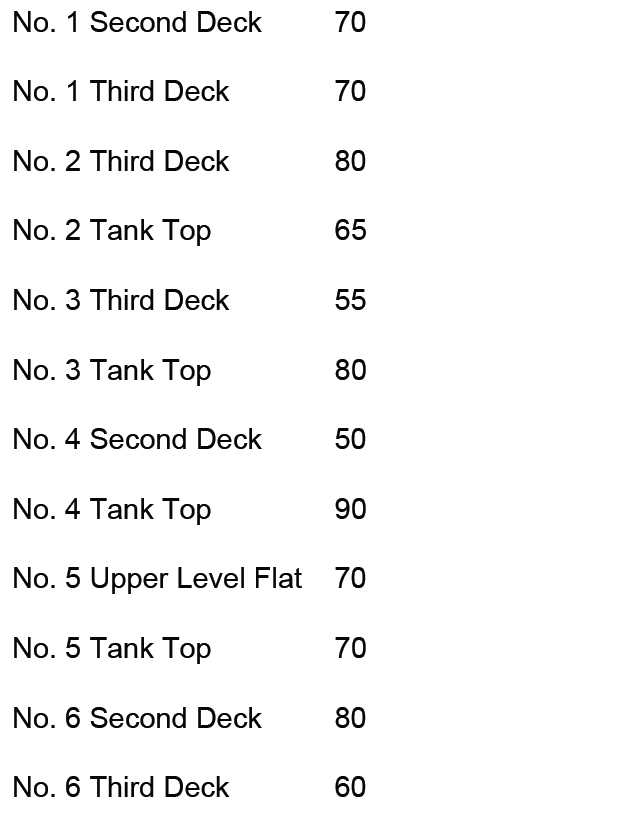 No. 1 Second Deck 70
No. 1 Third Deck 70
No. 2 Third Deck 80
No. 2 Tank Top 65
No. 3 Third Deck 55
No. 3 Tank Top 80
No. 4 Second Deck 50
No. 4 Tank Top 90
No. 5 Upper Level Flat 70
No. 5 Tank Top 70
No. 6 Second Deck 80
No. 6 Third Deck 60